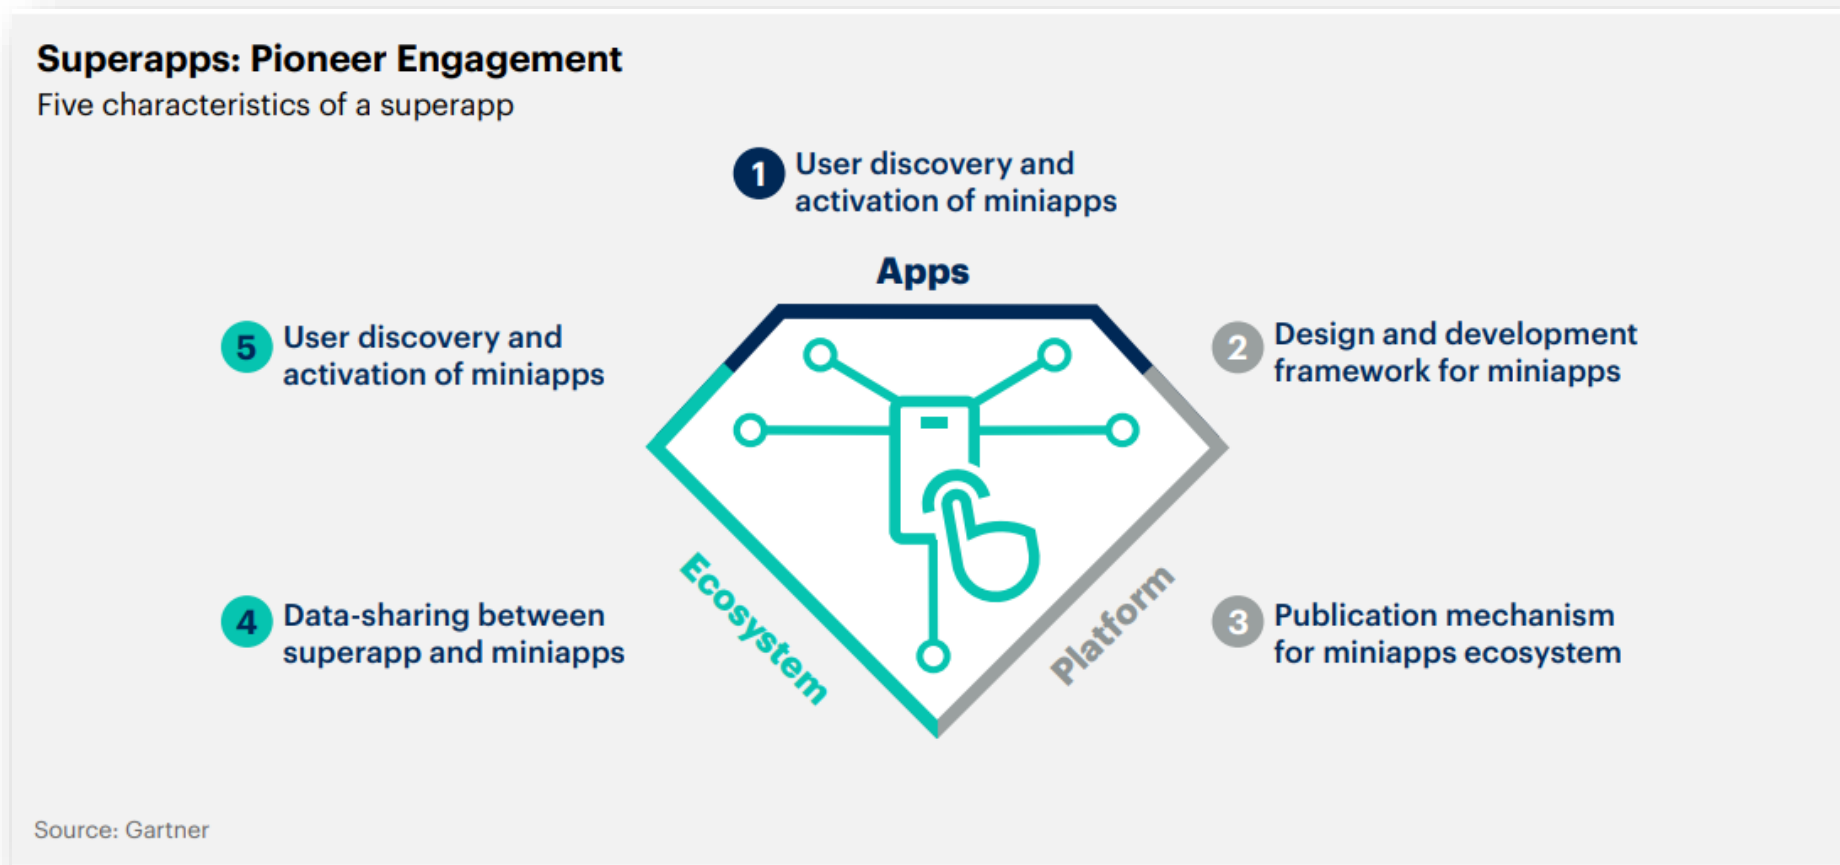 Superapps: Pioneer Engagement
Five characteristics of a superapp
1 User discovery and
activation of miniapps
Apps
5 User discovery and
activation of miniapps
2 Design and development
framework for miniapps
Ecosystem
Platform
4 Data-sharing between
superapp and miniapps
3 Publication mechanism
for miniapps ecosystem
Source: Gartner